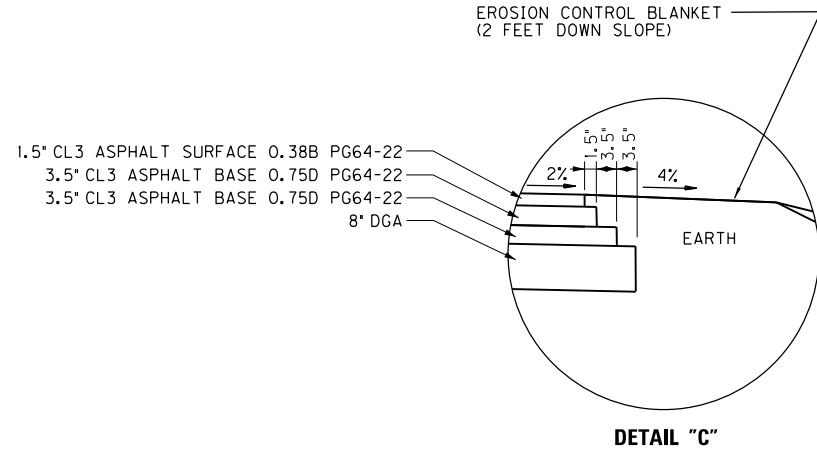 EROSION CONTROL BLANKET
(2 FEET DOWN SLOPE)
1.5" CL3 ASPHALT SURFACE 0.38B PG64-22
3.5" CL3 ASPHALT BASE 0.75D PG64-22
3.5" CL3 ASPHALT BASE 0.75D PG64-22
8" DGA
1.5"
3.5"
3.5"
2%
4%
EARTH
DETAIL "C"